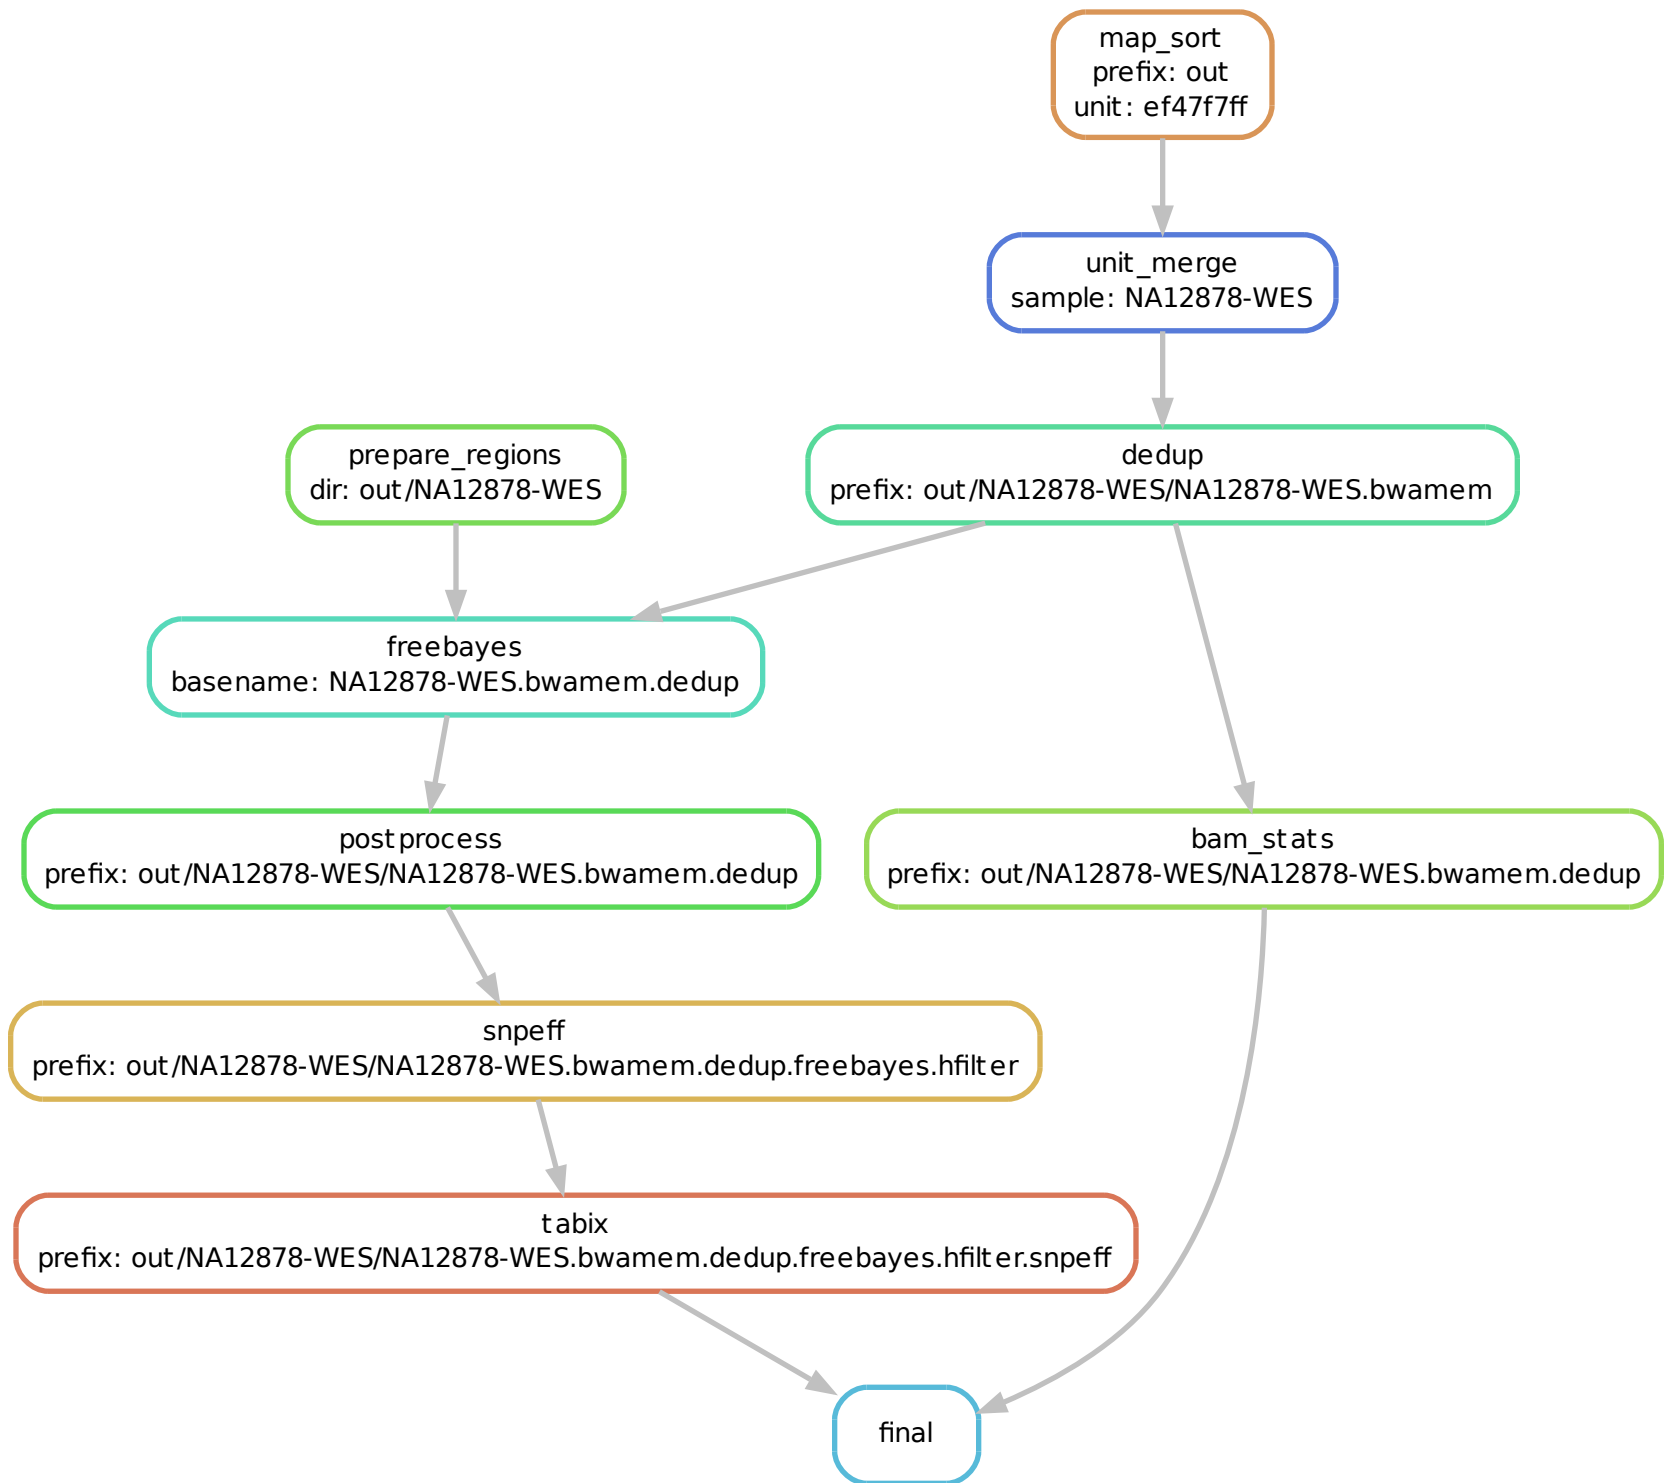 map_sort
prefix: out
unit: ef47f7ff
unit_merge
sample: NA12878-WES
prepare_regions
dir: out/NA12878-WES
dedup
prefix: out/NA12878-WES/NA12878-WES.bwamem
freebayes
basename: NA12878-WES.bwamem.dedup
postprocess
prefix: out/NA12878-WES/NA12878-WES.bwamem.dedup
bam_stats
prefix: out/NA12878-WES/NA12878-WES.bwamem.dedup
snpeff
prefix: out/NA12878-WES/NA12878-WES.bwamem.dedup.freebayes.hfilter
tabix
prefix: out/NA12878-WES/NA12878-WES.bwamem.dedup.freebayes.hfilter.snpeff
final